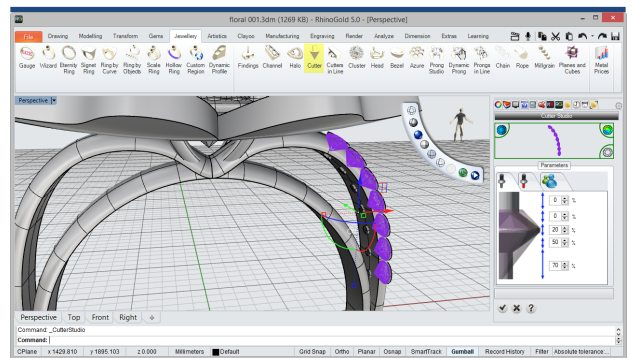 floral 001.3dm (1269 KB) - RhinoGold 5.0 - [Perspective]
File Drawing Modelling Transform Gems Jewellery Artistics Clayoo Manufacturing Engraving Render Analyze Dimension Extras Learning
Gauge Wizard Eternity Ring Signet Ring Ring by Curve Ring by Objects Scale Ring Hollow Ring Custom Region Dynamic Profile Findings Channel Halo Cutter Cutters in Line Cluster Head Bezel Azure Prong Studio Dynamic Prong Prongs in Line Chain Rope Millgrain Planes and Cuttes Metal Prices
Perspective
Cutter Studio
Parameters
0 %
0 %
20 %
50 %
70 %
Perspective Top Front Right
Command: _CutterStudio
Command:
CPlane x 1429.810 y 1895.103 z 0.000 Millimeters Default Grid Snap Ortho Planar Osnap SmartTrack Gumball Record History Filter Absolute tolerance:...